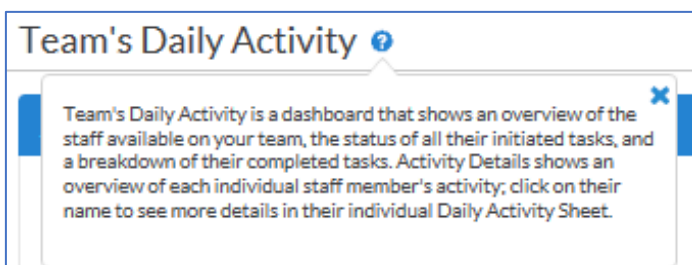 Team's Daily Activity ?
Team's Daily Activity is a dashboard that shows an overview of the
staff available on your team, the status of all their initiated tasks, and
a breakdown of their completed tasks. Activity Details shows an
overview of each individual staff member's activity; click on their
name to see more details in their individual Daily Activity Sheet.